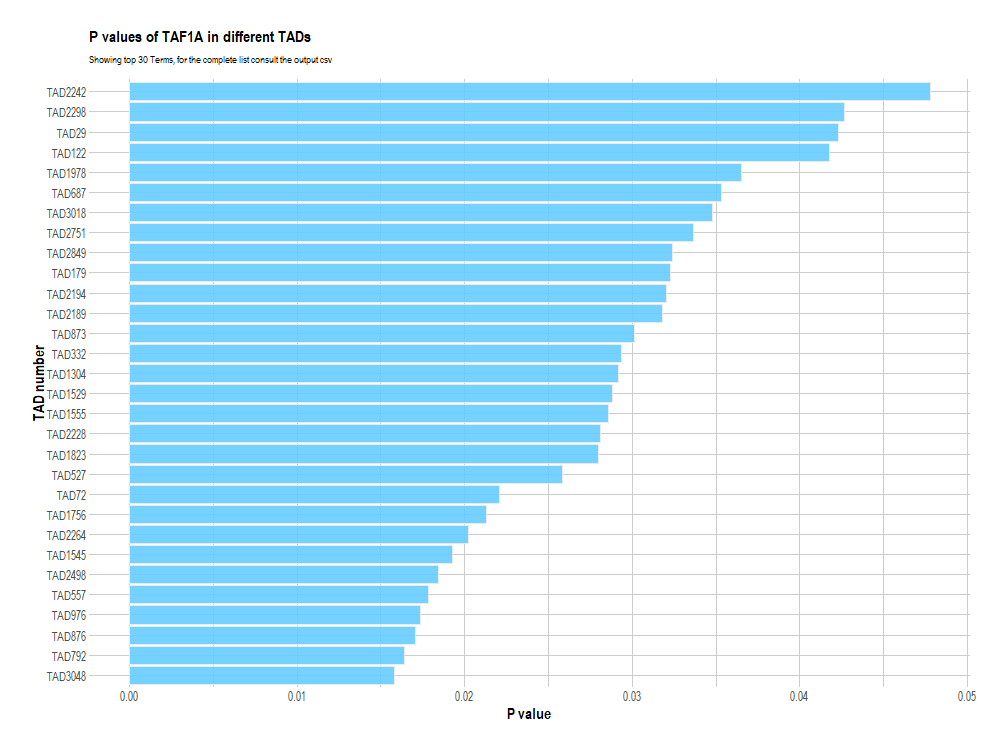 P values of TAF1A in different TADs
Showing top 30 Terms, for the complete list consult the output csv
TAD2242
TAD2298
TAD29
TAD122
TAD1978
TAD687
TAD3018
TAD2751
TAD2849
TAD179
TAD2194
TAD2189
TAD873
TAD332
TAD1304
TAD1529
TAD1555
TAD2228
TAD1823
TAD527
TAD72
TAD1756
TAD2264
TAD1545
TAD2498
TAD557
TAD976
TAD876
TAD792
TAD3048
TAD number
0.00 0.01 0.02 0.03 0.04 0.05
P value